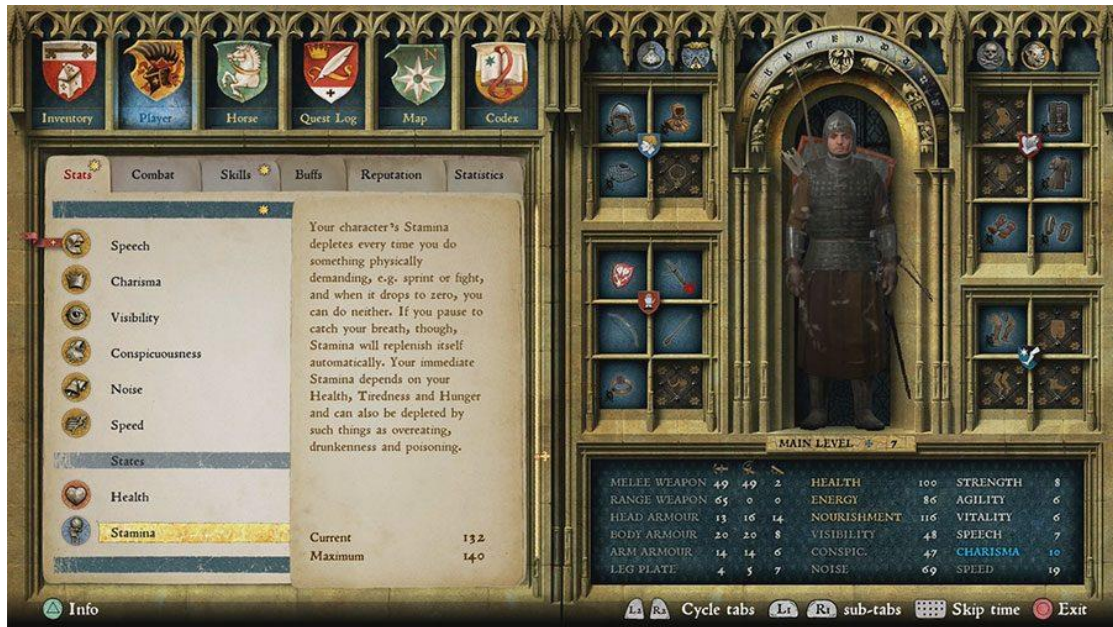 Inventory
Player
Horse
Quest Log
Map
Codex
N
Stats
Combat
Skills
Buffs
Reputation
Statistics
Speech
Charisma
Visibility
Conspicuousness
Noise
Speed
States
Health
Stamina
Your character's Stamina
depletes every time you do
something physically
demanding, e.g. sprint or fight,
and when it drops to zero, you
can do neither. If you pause to
catch your breath, though,
Stamina will replenish itself
automatically. Your immediate
Stamina depends on your
Health, Tiredness and Hunger
and can also be depleted by
such things as overeating,
drunkenness and poisoning.
Current 132
Maximum 140
MAIN LEVEL 7
MELEE WEAPON 49 49 2 HEALTH 100 STRENGTH 8
RANGE WEAPON 65 0 0 ENERGY 86 AGILITY 6
HEAD ARMOUR 13 16 14 NOURISHMENT 116 VITALITY 6
BODY ARMOUR 20 20 8 VISIBILITY 48 SPEECH 7
ARM ARMOUR 14 14 6 CONSPIC. 47 CHARISMA 10
LEG PLATE 4 5 7 NOISE 69 SPEED 19
Info
L2 R2 Cycle tabs L1 R1 sub-tabs Skip time Exit